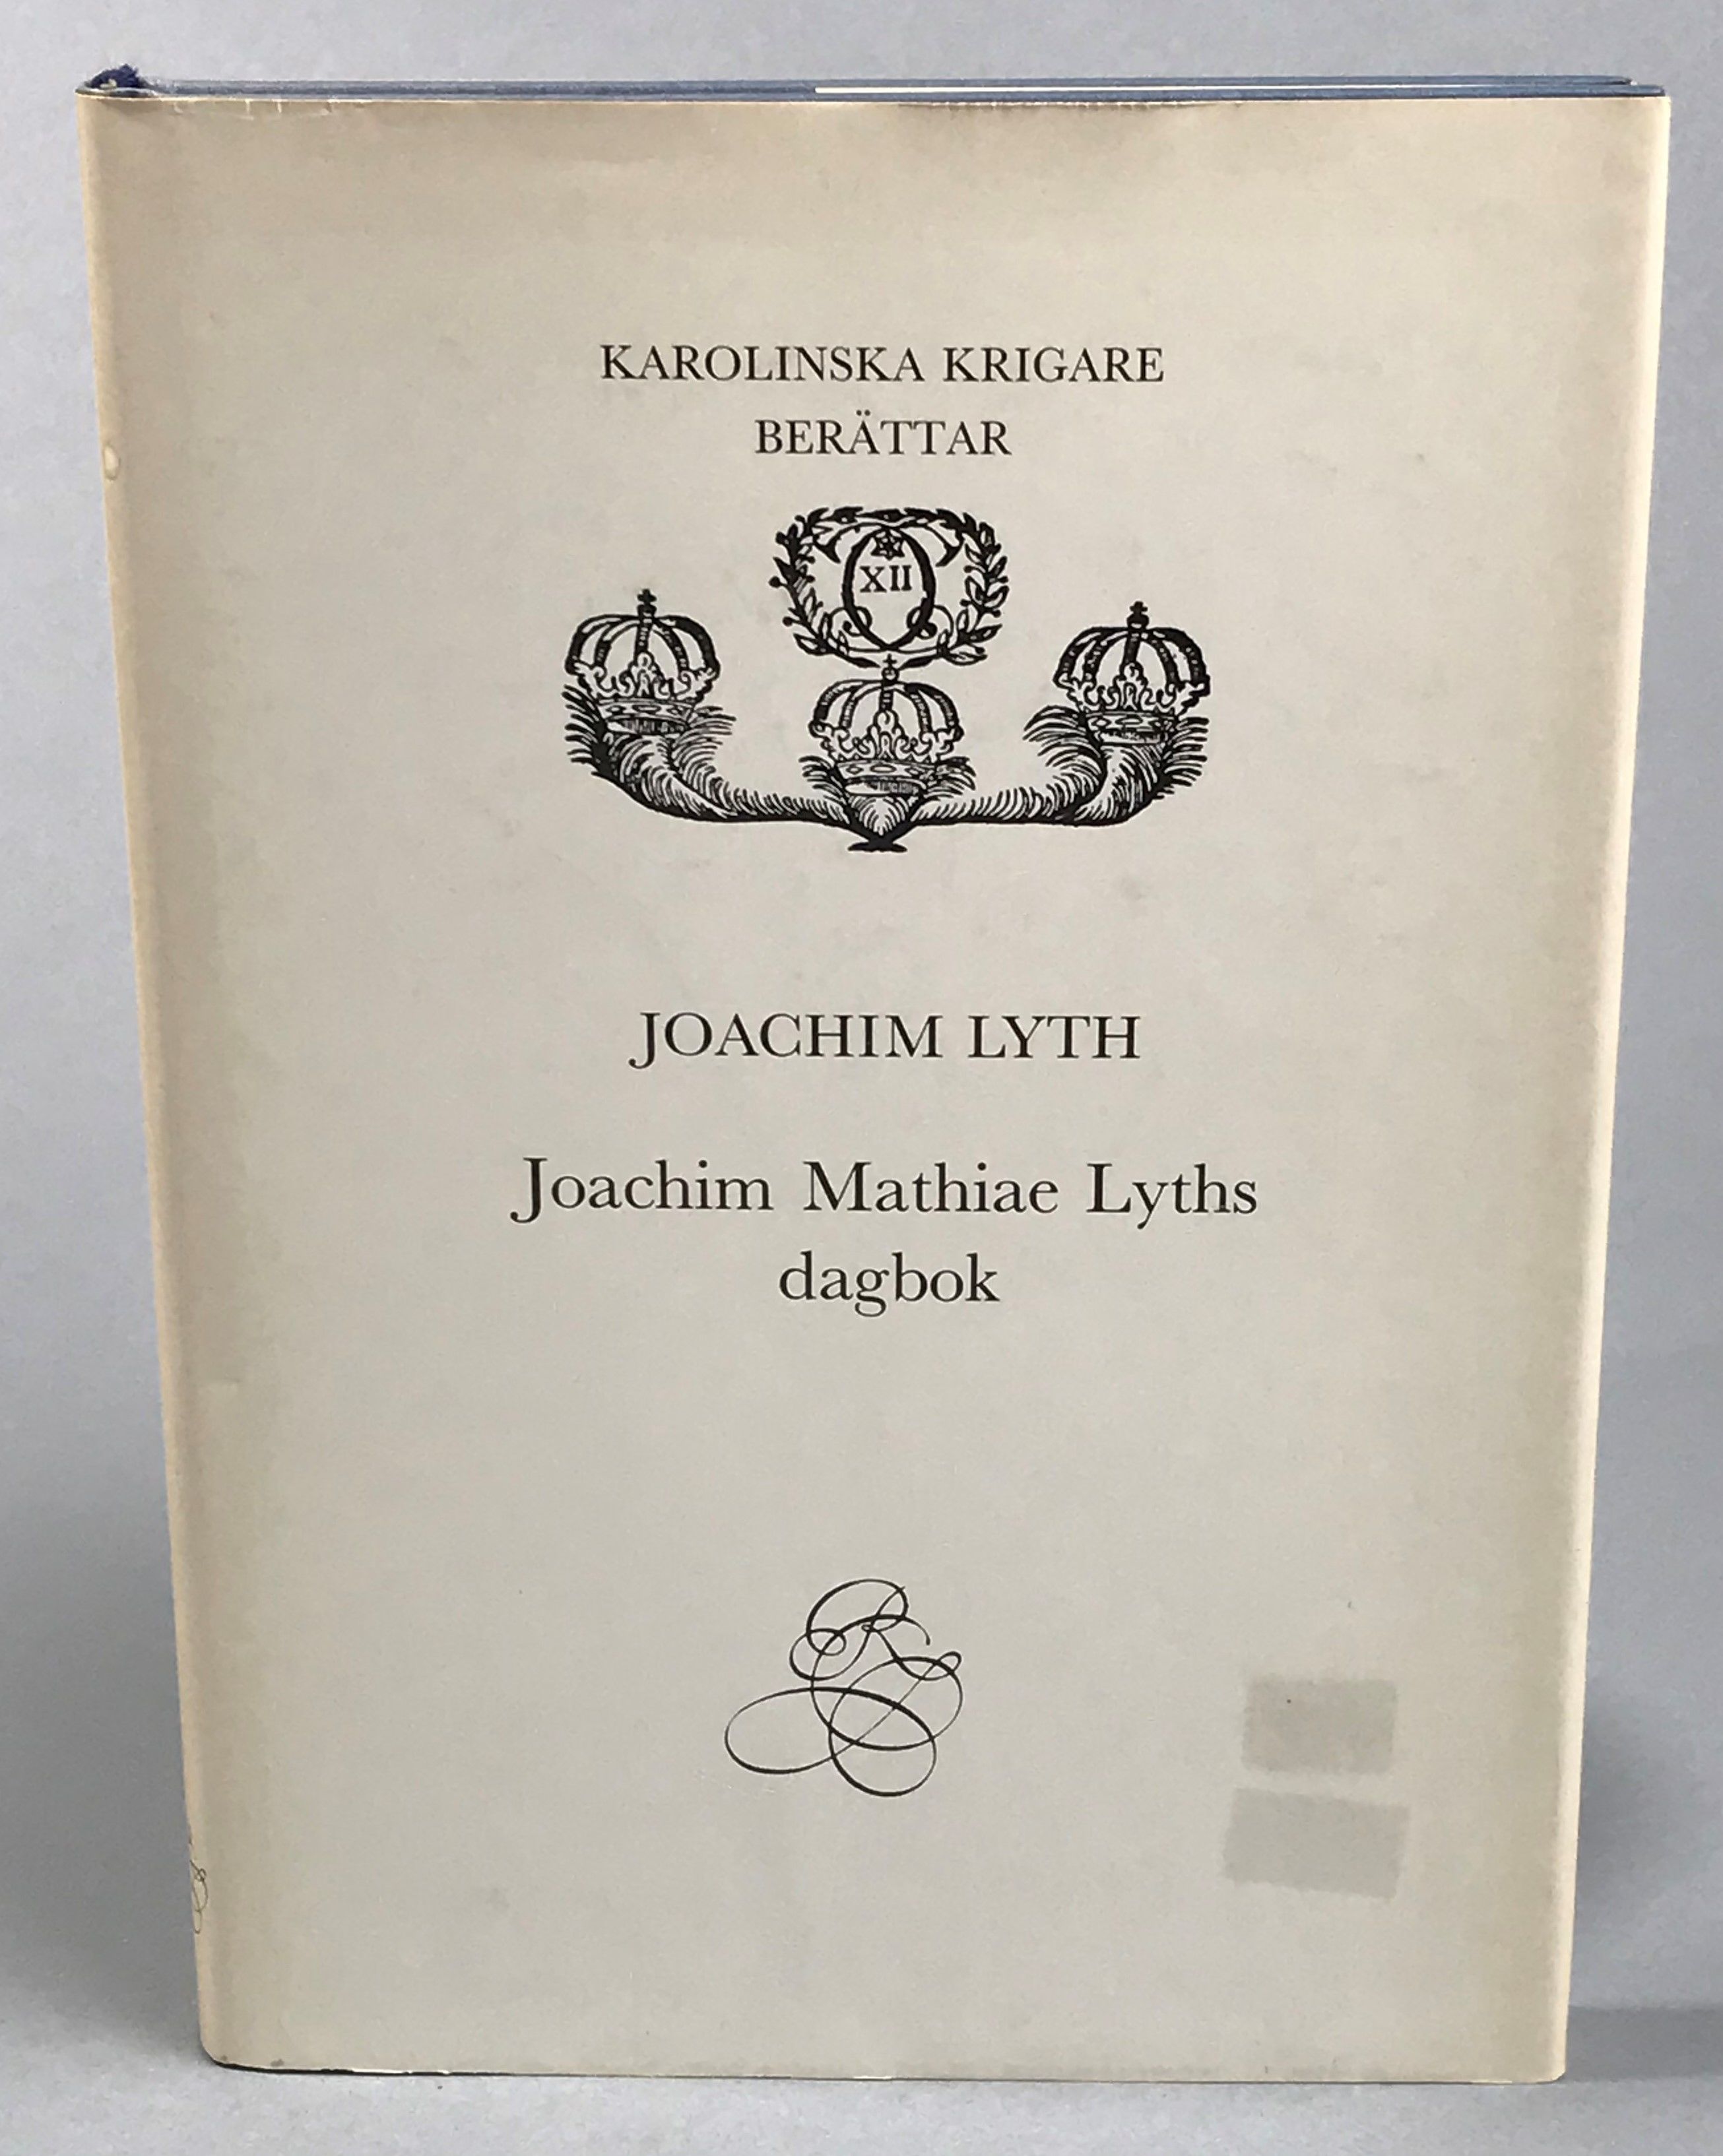 KAROLINSKA KRIGARE
BERÄTTAR
XII
JOACHIM LYTH
Joachim Mathiae Lyths
dagbok